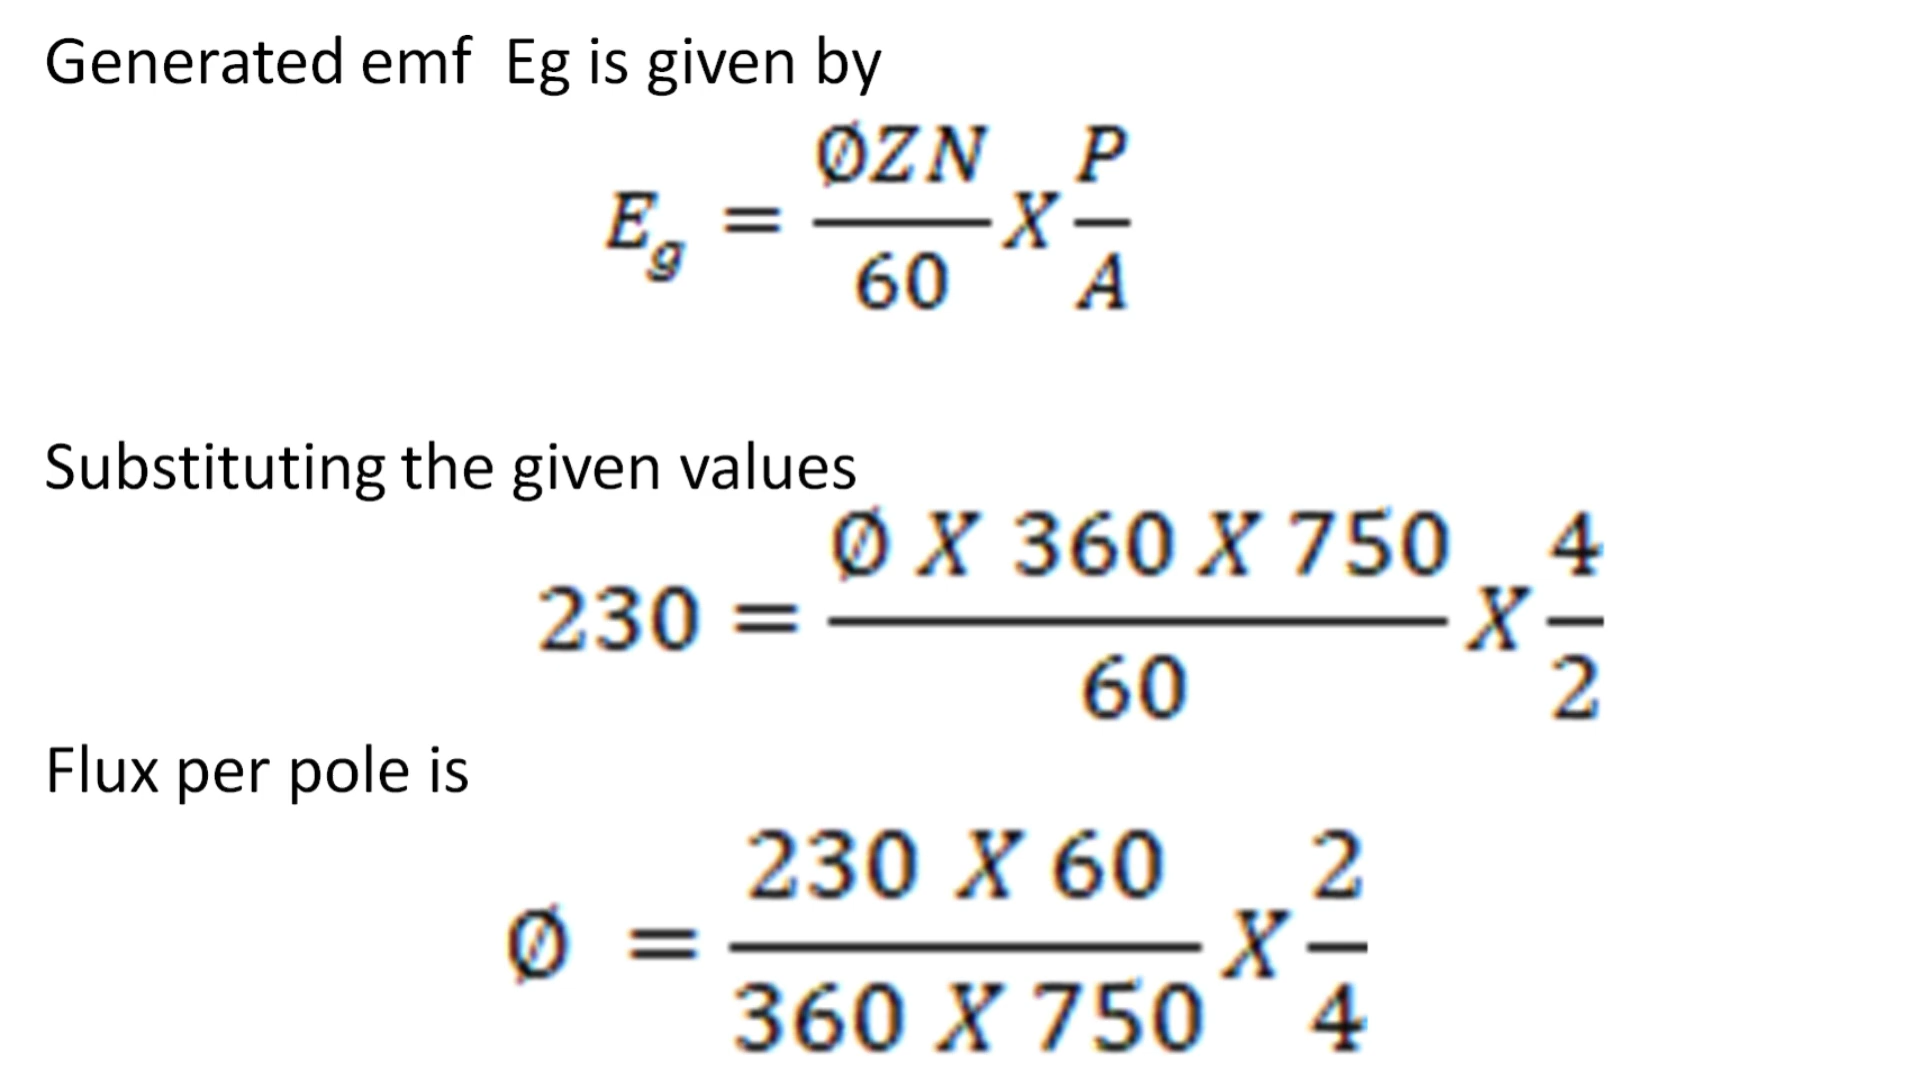 Generated emf  Eg is given by
E_g = ØZN/60 X P/A
Substituting the given values
230 = Ø X 360 X 750/60 X 4/2
Flux per pole is
Ø = 230 X 60/360 X 750 X 2/4